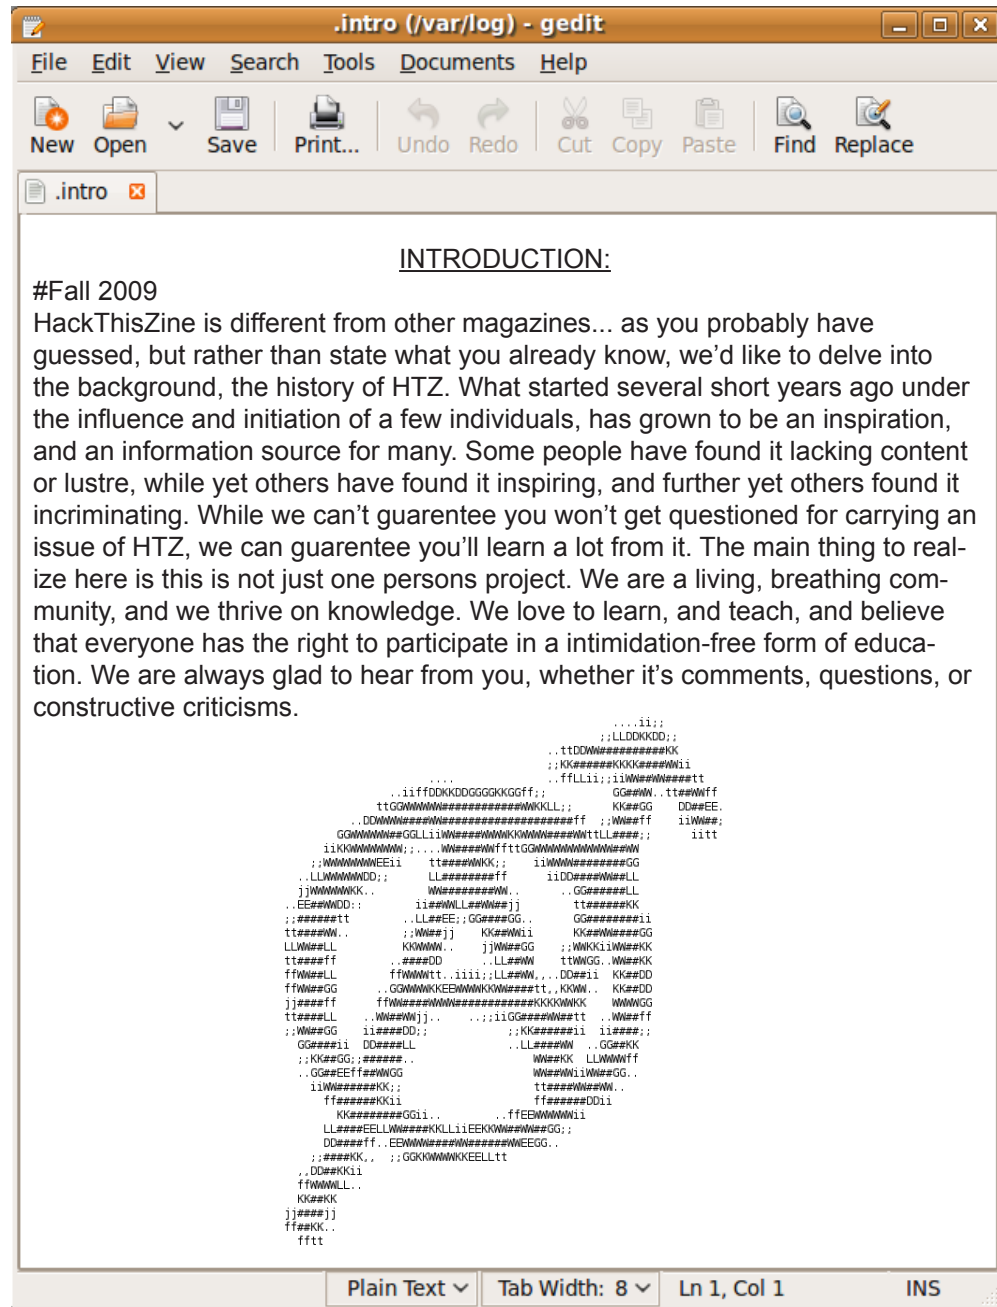 .intro (/var/log) - gedit
File Edit View Search Tools Documents Help
New Open Save Print... Undo Redo Cut Copy Paste Find Replace
.intro
INTRODUCTION:
#Fall 2009
HackThisZine is different from other magazines... as you probably have
guessed, but rather than state what you already know, we'd like to delve into
the background, the history of HTZ. What started several short years ago under
the influence and initiation of a few individuals, has grown to be an inspiration,
and an information source for many. Some people have found it lacking content
or lustre, while yet others have found it inspiring, and further yet others found it
incriminating. While we can't guarentee you won't get questioned for carrying an
issue of HTZ, we can guarentee you'll learn a lot from it. The main thing to real-
ize here is this is not just one persons project. We are a living, breathing com-
munity, and we thrive on knowledge. We love to learn, and teach, and believe
that everyone has the right to participate in a intimidation-free form of educa-
tion. We are always glad to hear from you, whether it's comments, questions, or
constructive criticisms.
Plain Text Tab Width: 8 Ln 1, Col 1 INS